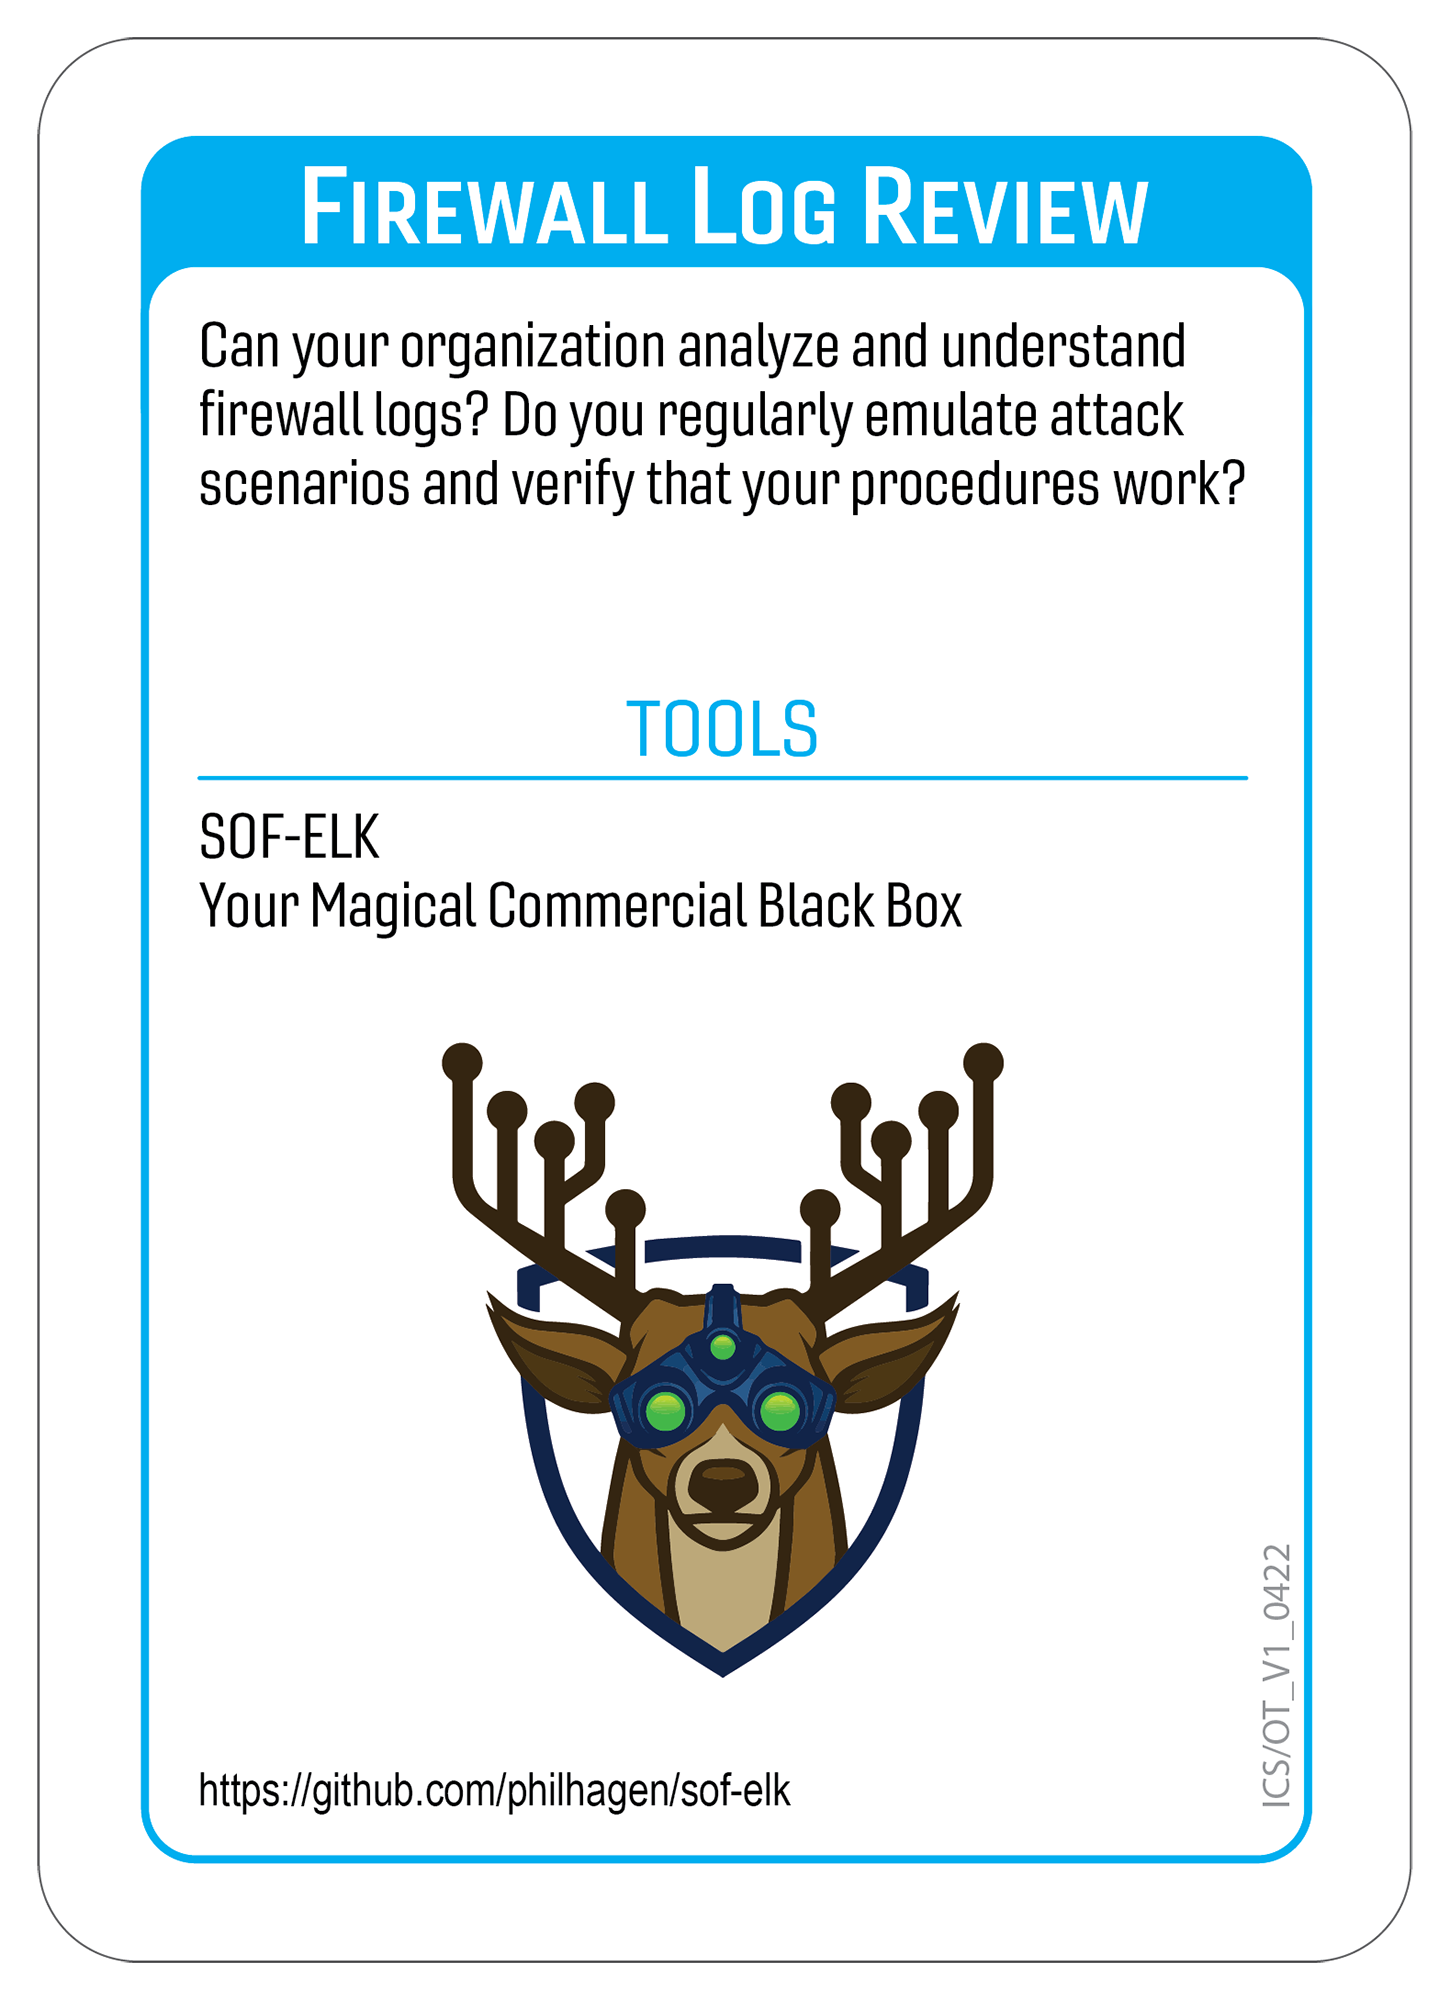 Firewall Log Review
Can your organization analyze and understand
firewall logs? Do you regularly emulate attack
scenarios and verify that your procedures work?
TOOLS
SOF-ELK
Your Magical Commercial Black Box
https://github.com/philhagen/sof-elk
ICS/OT_V1_0422